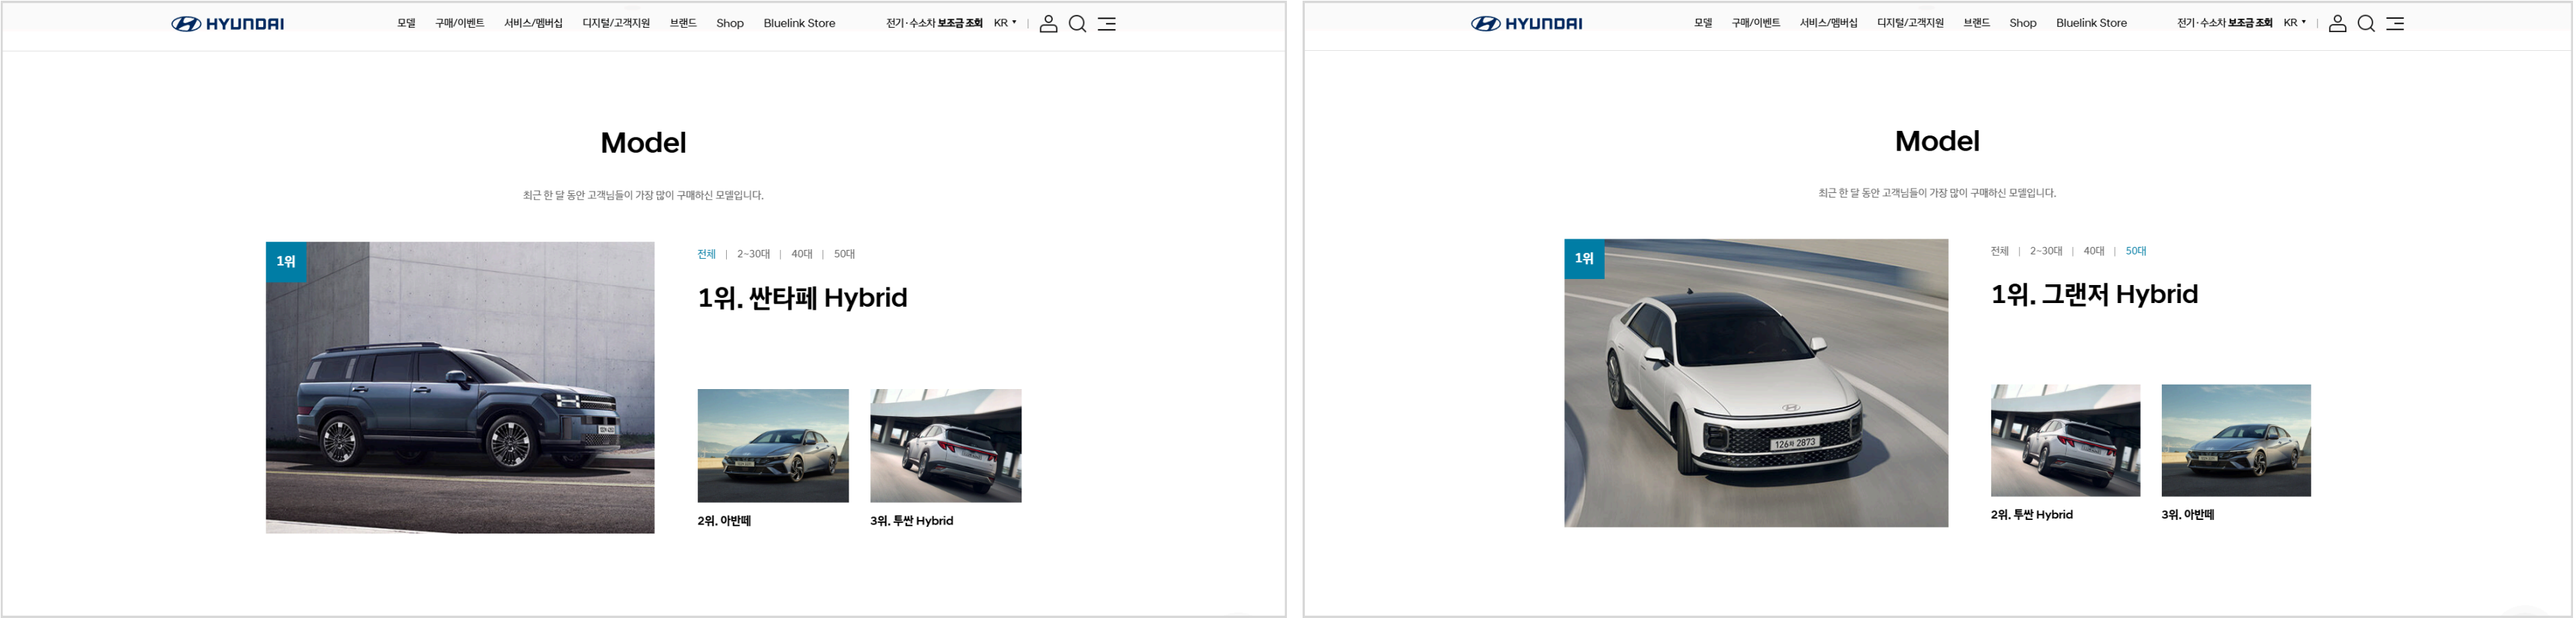 HYUNDAI
모델 구매/이벤트 서비스/멤버십 디지털/고객지원 브랜드 Shop Bluelink Store 전기·수소차 보조금 조회 KR
Model
최근 한 달 동안 고객님들이 가장 많이 구매하신 모델입니다.
1위
전체 | 2~30대 | 40대 | 50대
1위. 싼타페 Hybrid
2위. 아반떼
3위. 투싼 Hybrid
HYUNDAI
모델 구매/이벤트 서비스/멤버십 디지털/고객지원 브랜드 Shop Bluelink Store 전기·수소차 보조금 조회 KR
Model
최근 한 달 동안 고객님들이 가장 많이 구매하신 모델입니다.
1위
전체 | 2~30대 | 40대 | 50대
1위. 그랜저 Hybrid
2위. 투싼 Hybrid
3위. 아반떼